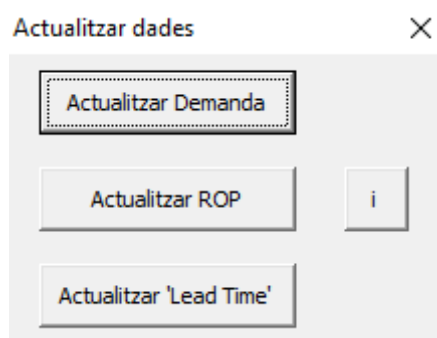 Actualitzar dades
Actualitzar Demanda
Actualitzar ROP
i
Actualitzar 'Lead Time'